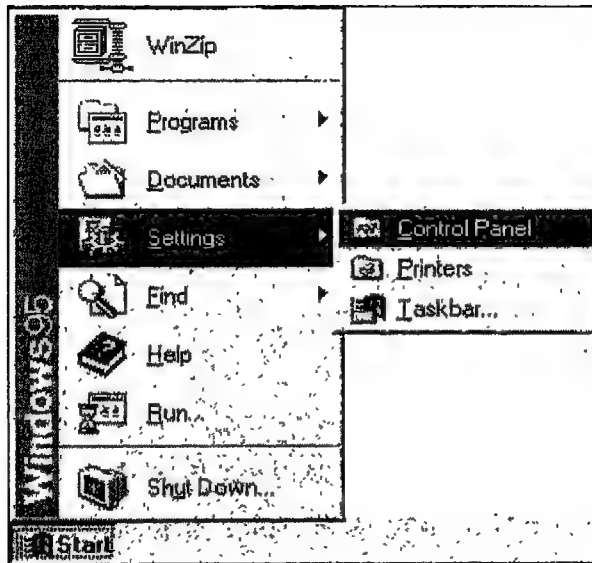 WinZip
Programs
Documents
Settings
Control Panel
Printers
Taskbar...
Find
Help
Run...
Shut Down...
Windows95
Start